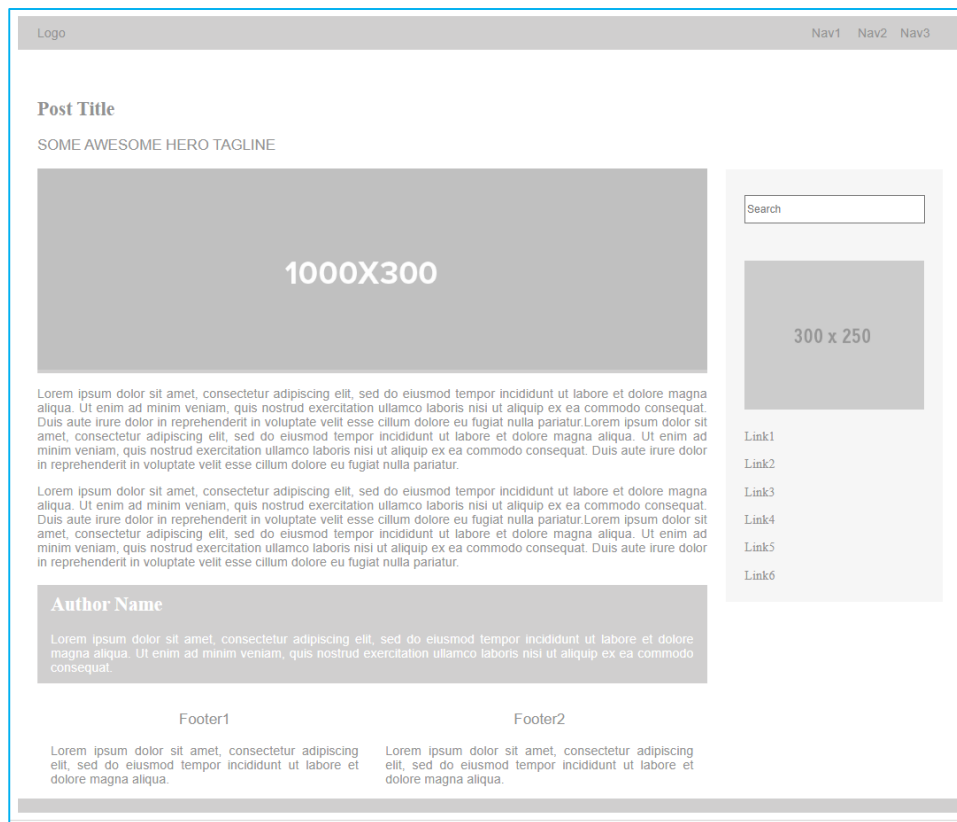 Logo
Nav1 Nav2 Nav3
Post Title
SOME AWESOME HERO TAGLINE
1000X300
Lorem ipsum dolor sit amet, consectetur adipiscing elit, sed do eiusmod tempor incididunt ut labore et dolore magna
aliqua. Ut enim ad minim veniam, quis nostrud exercitation ullamco laboris nisi ut aliquip ex ea commodo consequat.
Duis aute irure dolor in reprehenderit in voluptate velit esse cillum dolore eu fugiat nulla pariatur.Lorem ipsum dolor sit
amet, consectetur adipiscing elit, sed do eiusmod tempor incididunt ut labore et dolore magna aliqua. Ut enim ad
minim veniam, quis nostrud exercitation ullamco laboris nisi ut aliquip ex ea commodo consequat. Duis aute irure dolor
in reprehenderit in voluptate velit esse cillum dolore eu fugiat nulla pariatur.
Lorem ipsum dolor sit amet, consectetur adipiscing elit, sed do eiusmod tempor incididunt ut labore et dolore magna
aliqua. Ut enim ad minim veniam, quis nostrud exercitation ullamco laboris nisi ut aliquip ex ea commodo consequat.
Duis aute irure dolor in reprehenderit in voluptate velit esse cillum dolore eu fugiat nulla pariatur.Lorem ipsum dolor sit
amet, consectetur adipiscing elit, sed do eiusmod tempor incididunt ut labore et dolore magna aliqua. Ut enim ad
minim veniam, quis nostrud exercitation ullamco laboris nisi ut aliquip ex ea commodo consequat. Duis aute irure dolor
in reprehenderit in voluptate velit esse cillum dolore eu fugiat nulla pariatur.
Author Name
Lorem ipsum dolor sit amet, consectetur adipiscing elit, sed do eiusmod tempor incididunt ut labore et dolore
magna aliqua. Ut enim ad minim veniam, quis nostrud exercitation ullamco laboris nisi ut aliquip ex ea commodo
consequat.
Search
300 x 250
Link1
Link2
Link3
Link4
Link5
Link6
Footer1
Lorem ipsum dolor sit amet, consectetur adipiscing
elit, sed do eiusmod tempor incididunt ut labore et
dolore magna aliqua.
Footer2
Lorem ipsum dolor sit amet, consectetur adipiscing
elit, sed do eiusmod tempor incididunt ut labore et
dolore magna aliqua.